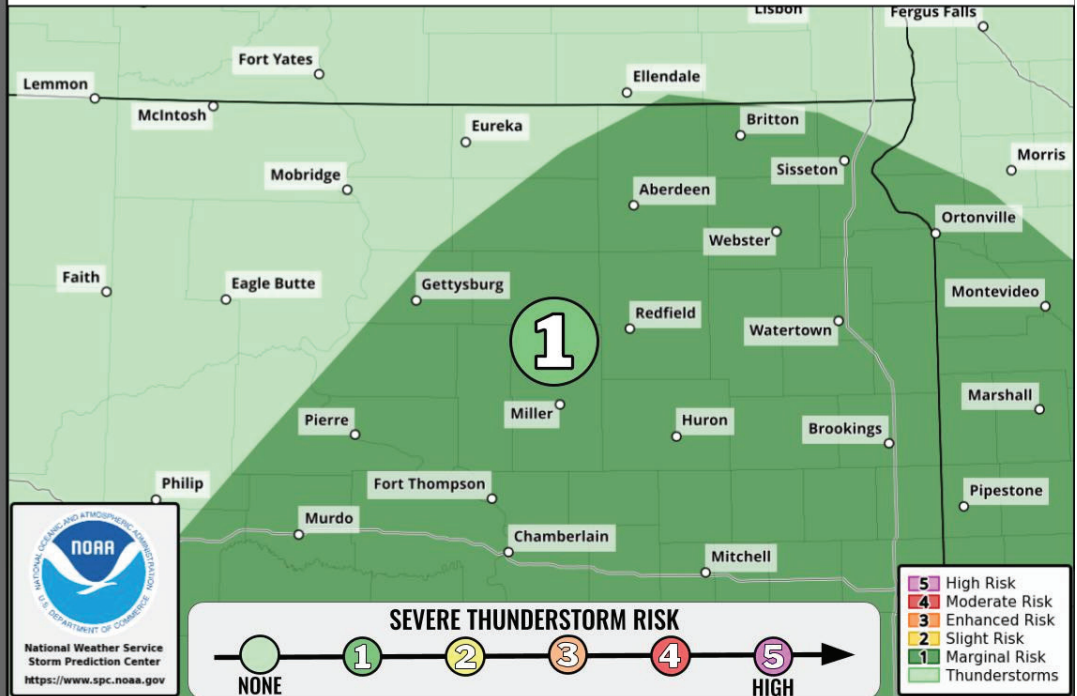 Lisbon
Fergus Falls
Fort Yates
Ellendale
Lemmon
McIntosh
Britton
Eureka
Morris
Sisseton
Mobridge
Aberdeen
Ortonville
Webster
Faith
Eagle Butte
Gettysburg
Montevideo
Redfield
Watertown
1
Marshall
Miller
Pierre
Huron
Brookings
Philip
Fort Thompson
Pipestone
Murdo
Chamberlain
Mitchell
NATIONAL OCEANIC AND ATMOSPHERIC ADMINISTRATION
NOAA
U.S. DEPARTMENT OF COMMERCE
National Weather Service
Storm Prediction Center
https://www.spc.noaa.gov
SEVERE THUNDERSTORM RISK
1 2 3 4 5
NONE HIGH
5 High Risk
4 Moderate Risk
3 Enhanced Risk
2 Slight Risk
1 Marginal Risk
Thunderstorms